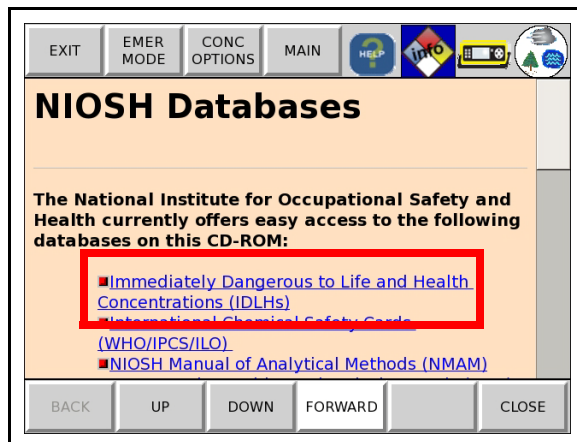 EXIT
EMER
MODE
CONC
OPTIONS
MAIN
HELP
info
NIOSH Databases
The National Institute for Occupational Safety and
Health currently offers easy access to the following
databases on this CD-ROM:
Immediately Dangerous to Life and Health
Concentrations (IDLHs)
International Chemical Safety Cards
(WHO/IPCS/ILO)
NIOSH Manual of Analytical Methods (NMAM)
BACK
UP
DOWN
FORWARD
CLOSE